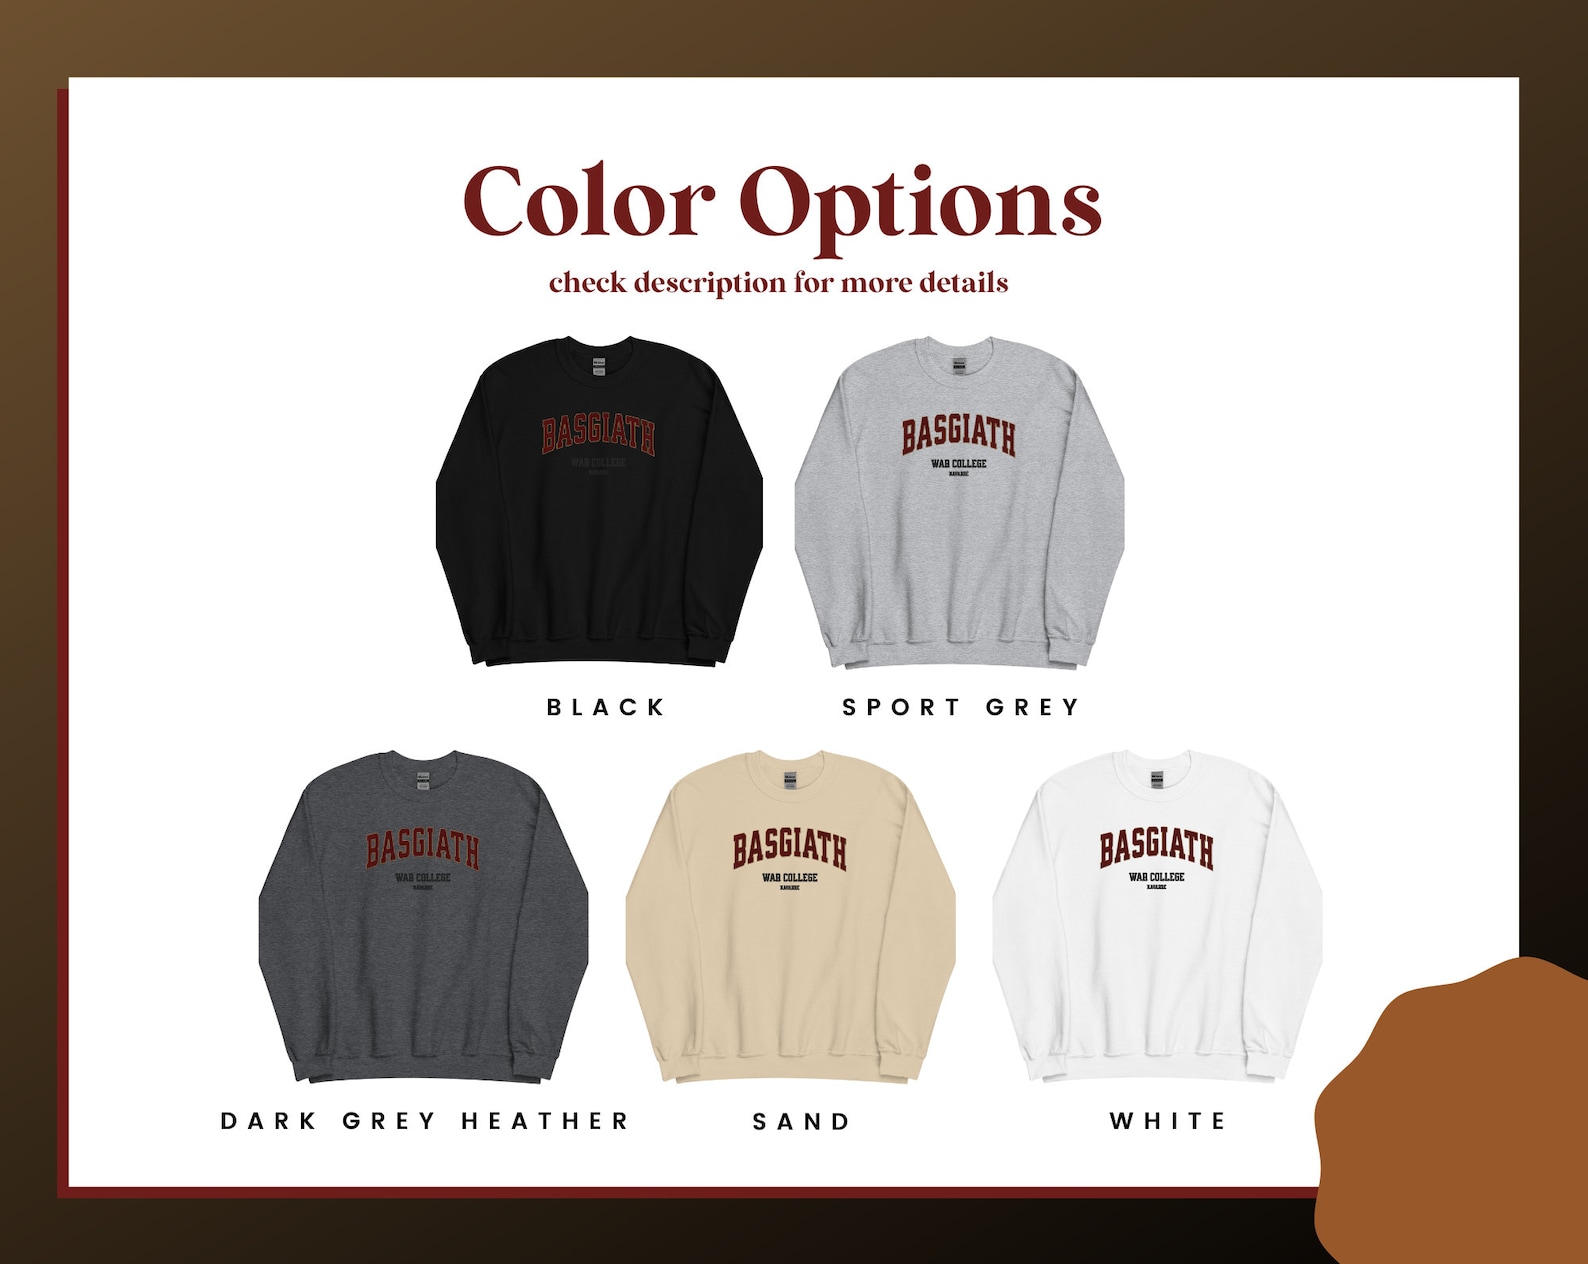 Color Options
check description for more details
BASGIATH
WAR COLLEGE
NAVARRE
BASGIATH
WAR COLLEGE
NAVARRE
BLACK
SPORT GREY
BASGIATH
WAR COLLEGE
NAVARRE
BASGIATH
WAR COLLEGE
NAVARRE
BASGIATH
WAR COLLEGE
NAVARRE
DARK GREY HEATHER
SAND
WHITE